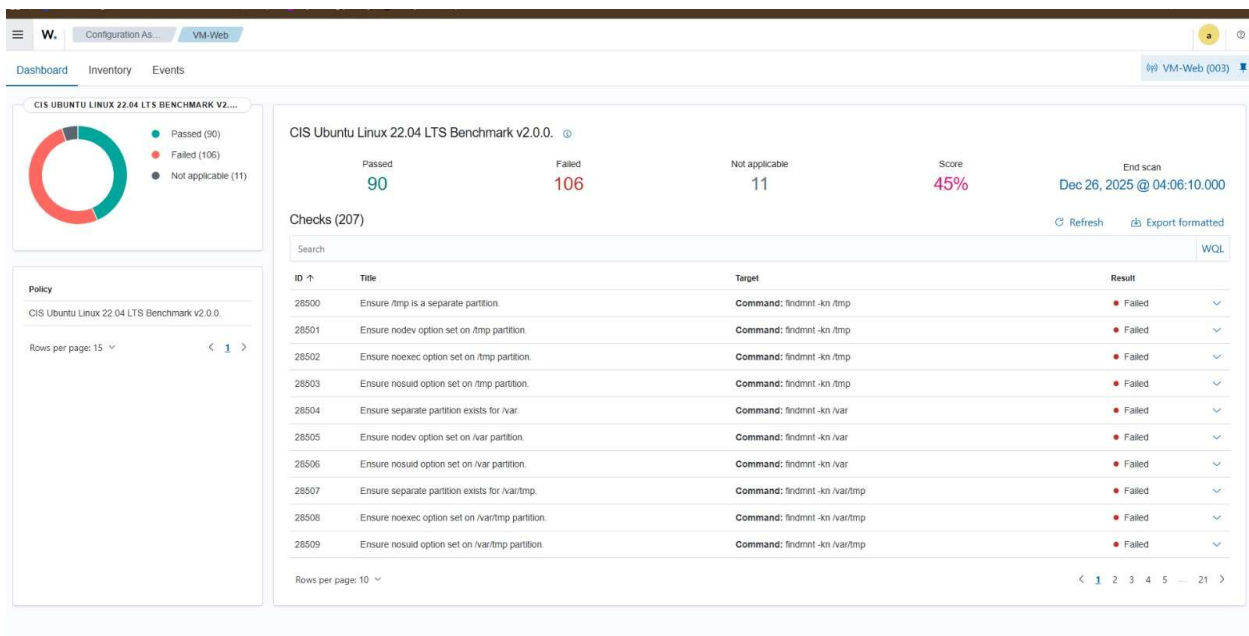 W. Configuration As... VM-Web a
Dashboard Inventory Events VM-Web (003)
CIS UBUNTU LINUX 22.04 LTS BENCHMARK V2....
Passed (90)
Failed (106)
Not applicable (11)
Policy
CIS Ubuntu Linux 22.04 LTS Benchmark v2.0.0.
Rows per page: 15 < 1 >
CIS Ubuntu Linux 22.04 LTS Benchmark v2.0.0.
Passed Failed Not applicable Score End scan
90 106 11 45% Dec 26, 2025 @ 04:06:10.000
Checks (207) Refresh Export formatted
Search WQL
ID ↑ Title Target Result
28500 Ensure /tmp is a separate partition. Command: findmnt -kn /tmp Failed
28501 Ensure nodev option set on /tmp partition. Command: findmnt -kn /tmp Failed
28502 Ensure noexec option set on /tmp partition. Command: findmnt -kn /tmp Failed
28503 Ensure nosuid option set on /tmp partition. Command: findmnt -kn /tmp Failed
28504 Ensure separate partition exists for /var. Command: findmnt -kn /var Failed
28505 Ensure nodev option set on /var partition. Command: findmnt -kn /var Failed
28506 Ensure nosuid option set on /var partition. Command: findmnt -kn /var Failed
28507 Ensure separate partition exists for /var/tmp. Command: findmnt -kn /var/tmp Failed
28508 Ensure noexec option set on /var/tmp partition. Command: findmnt -kn /var/tmp Failed
28509 Ensure nosuid option set on /var/tmp partition. Command: findmnt -kn /var/tmp Failed
Rows per page: 10 < 1 2 3 4 5 ... 21 >